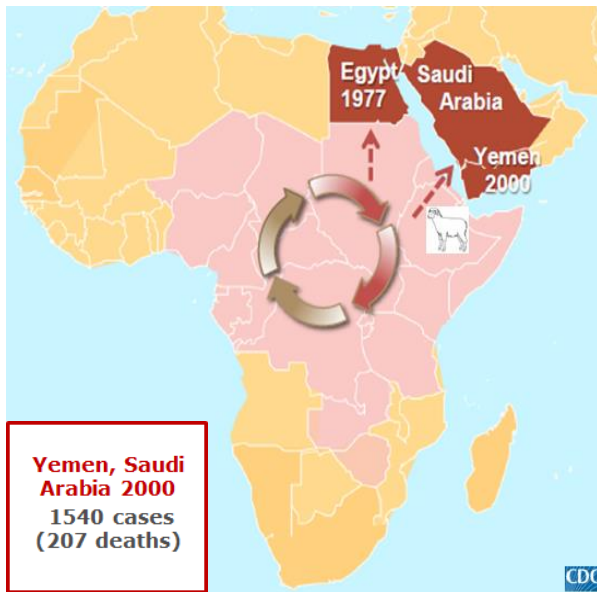 Egypt
1977
Saudi
Arabia
Yemen
2000
Yemen, Saudi
Arabia 2000
1540 cases
(207 deaths)
CDC